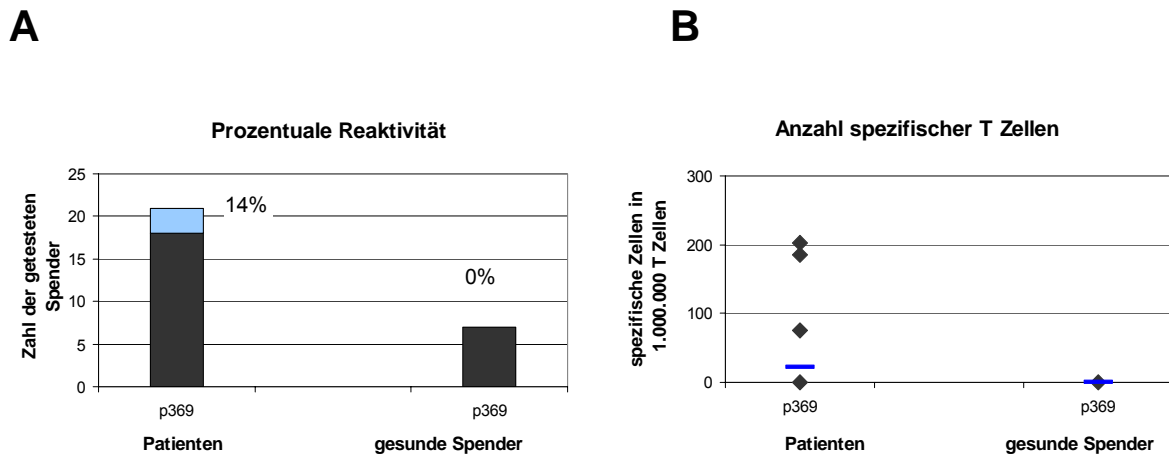 A
B
Prozentuale Reaktivität
Zahl der getesteten
Spender
25
20
15
10
5
0
14%
0%
p369
p369
Patienten
gesunde Spender
Anzahl spezifischer T Zellen
spezifische Zellen in
1.000.000 T Zellen
300
200
100
0
p369
p369
Patienten
gesunde Spender